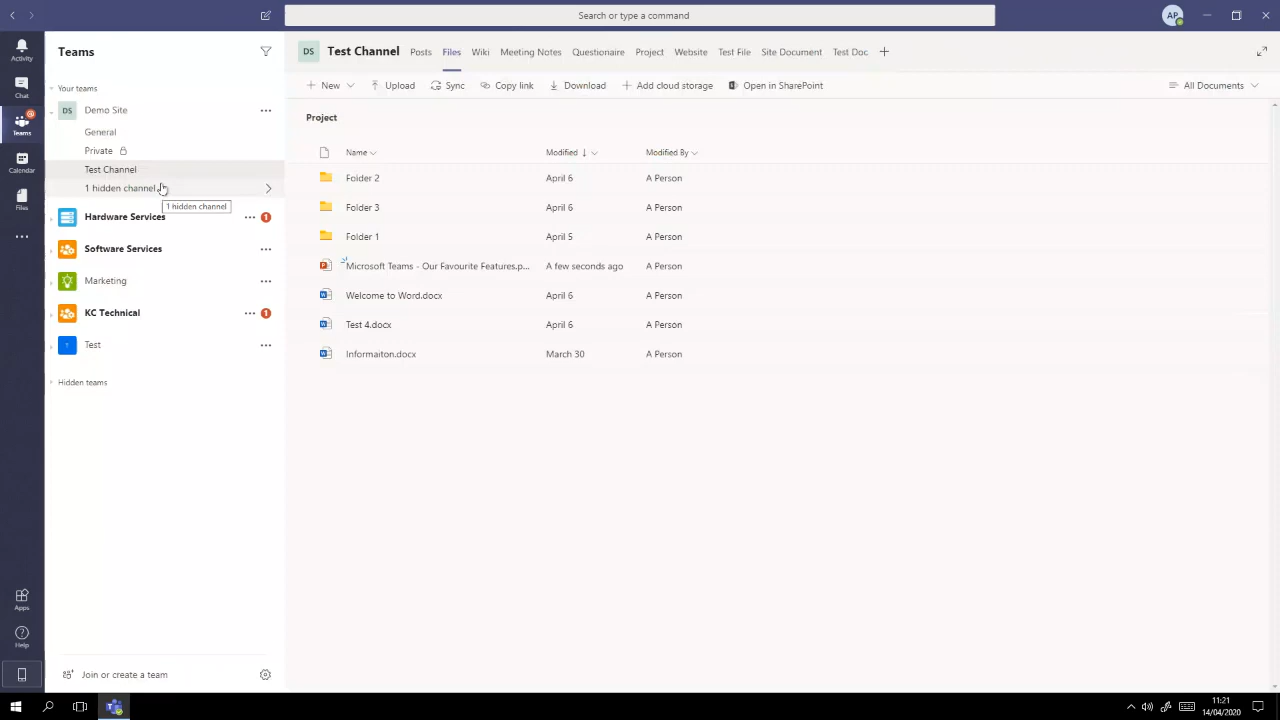 Search or type a command
AP
Activity
Chat
Teams
Calendar
Files
Apps
Help
Teams
Your teams
DS Demo Site
General
Private
Test Channel
1 hidden channel
1 hidden channel
Hardware Services 1
Software Services
Marketing
KC Technical 1
T Test
Hidden teams
Join or create a team
DS Test Channel Posts Files Wiki Meeting Notes Questionaire Project Website Test File Site Document Test Doc
New Upload Sync Copy link Download Add cloud storage Open in SharePoint All Documents
Project
Name Modified Modified By
Folder 2 April 6 A Person
Folder 3 April 6 A Person
Folder 1 April 5 A Person
Microsoft Teams - Our Favourite Features.p... A few seconds ago A Person
Welcome to Word.docx April 6 A Person
Test 4.docx April 6 A Person
Informaiton.docx March 30 A Person
11:21
14/04/2020